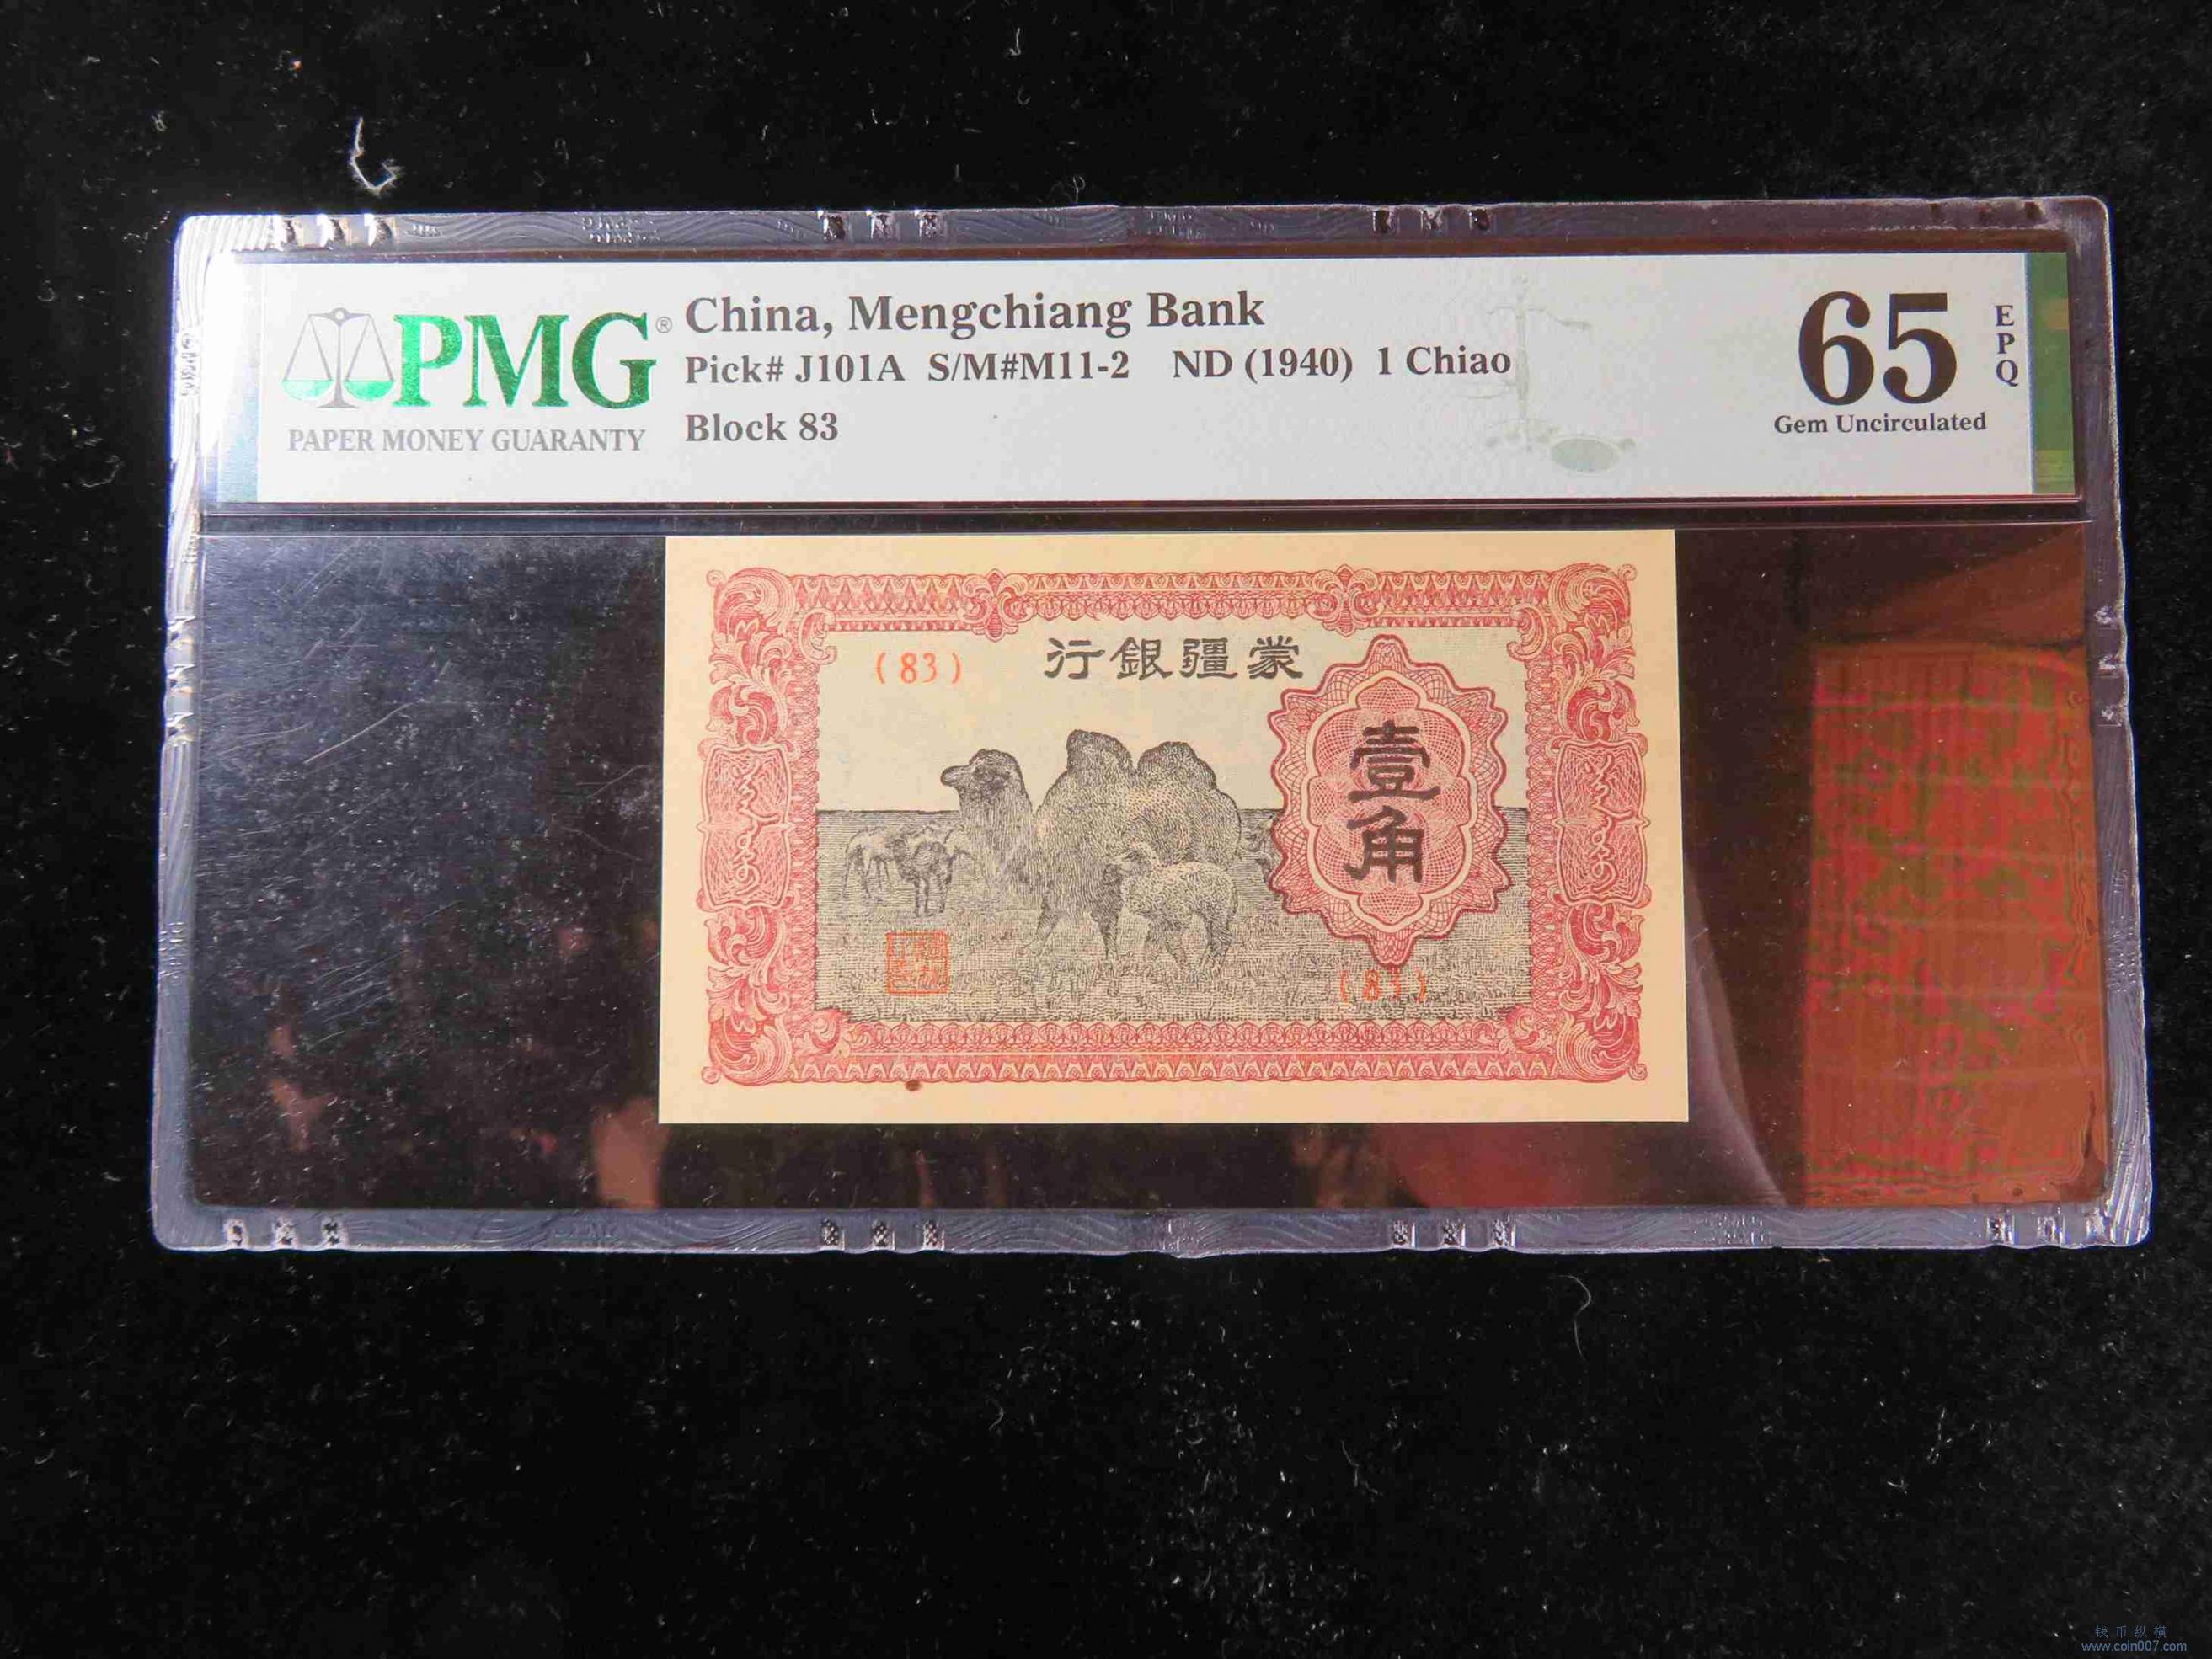 PMG®
PAPER MONEY GUARANTY
China, Mengchiang Bank
Pick# J101A S/M#M11-2 ND (1940) 1 Chiao
Block 83
65
EPQ
Gem Uncirculated
(83)
行銀疆蒙
壹角
(83)
钱币纵横
www.coin007.com